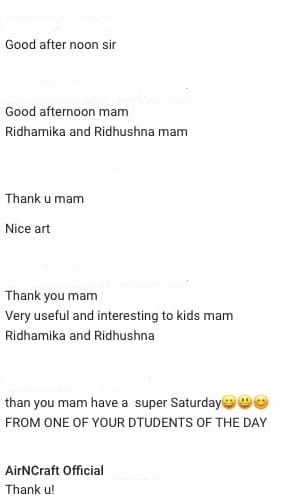 Good after noon sir
Good afternoon mam
Ridhamika and Ridhushna mam
Thank u mam
Nice art
Thank you mam
Very useful and interesting to kids mam
Ridhamika and Ridhushna
than you mam have a super Saturday😀😃😊
FROM ONE OF YOUR DTUDENTS OF THE DAY
AirNCraft Official
Thank u!